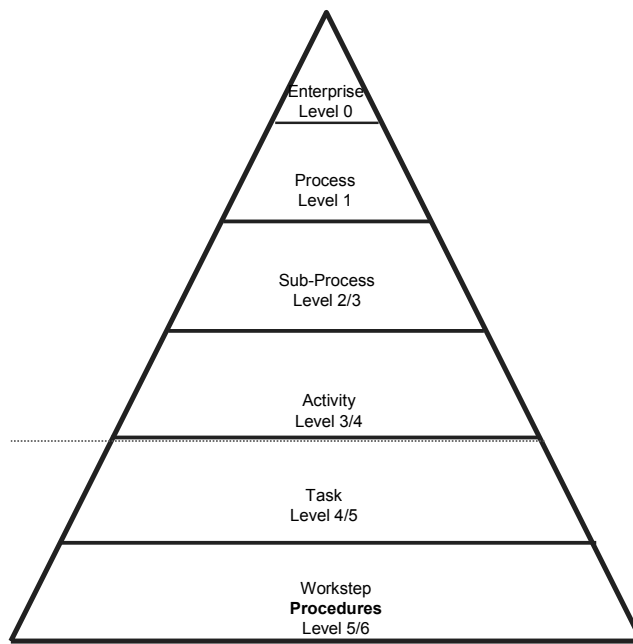 Enterprise
Level 0
Process
Level 1
Sub-Process
Level 2/3
Activity
Level 3/4
Task
Level 4/5
Workstep
Procedures
Level 5/6